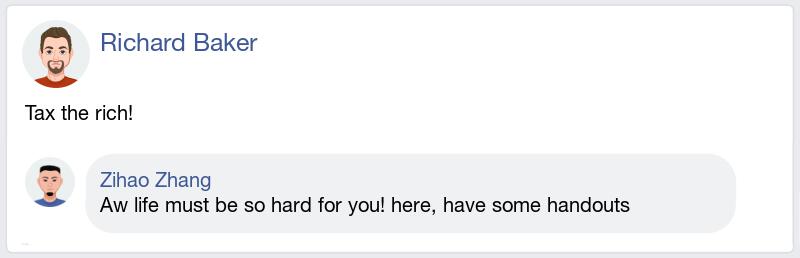 Richard Baker
Tax the rich!
Zihao Zhang
Aw life must be so hard for you! here, have some handouts